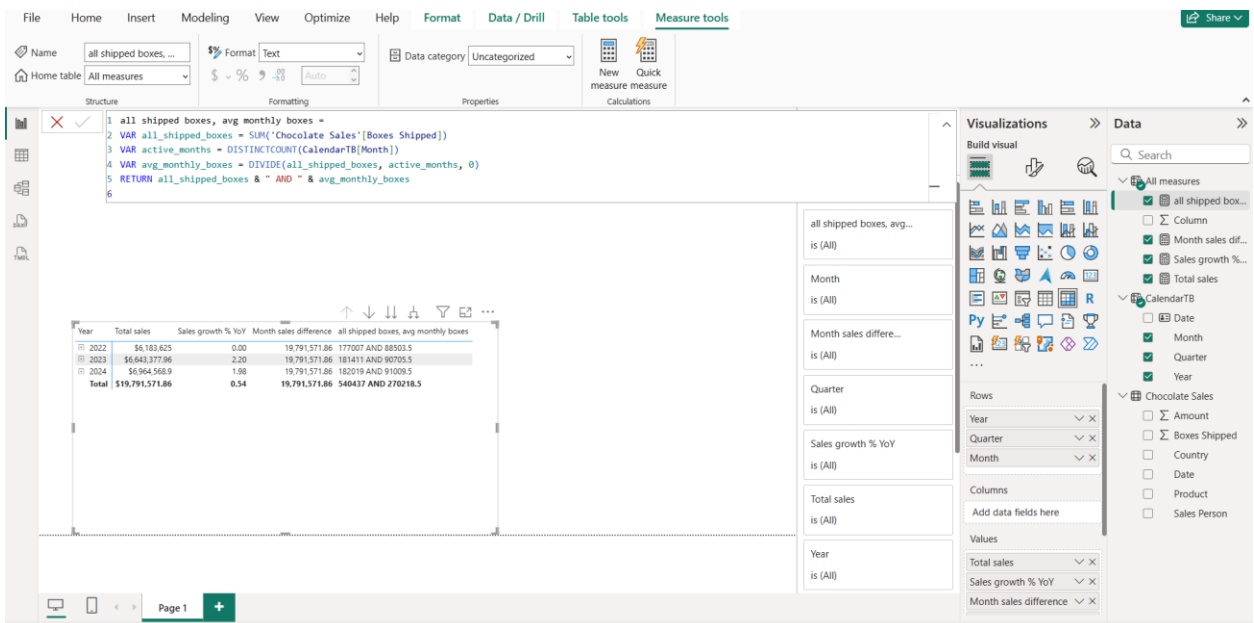 File Home Insert Modeling View Optimize Help Format Data / Drill Table tools Measure tools Share
Name all shipped boxes, ...
Home table All measures
Structure
$% Format Text
$ % 9 .00 Auto
Formatting
Data category Uncategorized
Properties
New measure
Quick measure
Calculations
1 all shipped boxes, avg monthly boxes =
2 VAR all_shipped_boxes = SUM('Chocolate Sales'[Boxes Shipped])
3 VAR active_months = DISTINCTCOUNT(CalendarTB[Month])
4 VAR avg_monthly_boxes = DIVIDE(all_shipped_boxes, active_months, 0)
5 RETURN all_shipped_boxes & " AND " & avg_monthly_boxes
6
DAX
TMDL
Year Total sales Sales growth % YoY Month sales difference all shipped boxes, avg monthly boxes
2022 $6,183,625 0.00 19,791,571.86 177007 AND 88503.5
2023 $6,643,377.96 2.20 19,791,571.86 181411 AND 90705.5
2024 $6,964,568.9 1.98 19,791,571.86 182019 AND 91009.5
Total $19,791,571.86 0.54 19,791,571.86 540437 AND 270218.5
all shipped boxes, avg...
is (All)
Month
is (All)
Month sales differe...
is (All)
Quarter
is (All)
Sales growth % YoY
is (All)
Total sales
is (All)
Year
is (All)
Visualizations
Build visual
R
Py
123
...
Rows
Year
Quarter
Month
Columns
Add data fields here
Values
Total sales
Sales growth % YoY
Month sales difference
Data
Search
All measures
all shipped box...
Column
Month sales dif...
Sales growth %...
Total sales
CalendarTB
Date
Month
Quarter
Year
Chocolate Sales
Amount
Boxes Shipped
Country
Date
Product
Sales Person
Page 1